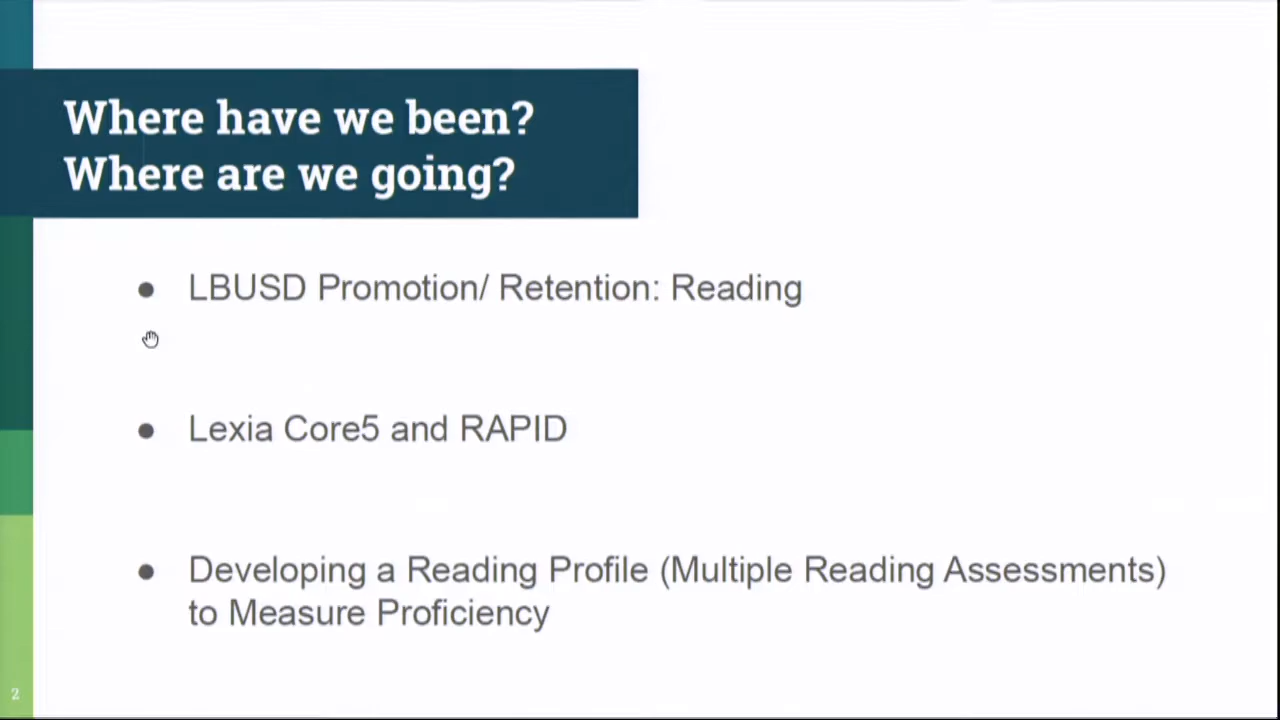 Where have we been?
Where are we going?
● LBUSD Promotion/ Retention: Reading
● Lexia Core5 and RAPID
● Developing a Reading Profile (Multiple Reading Assessments)
to Measure Proficiency
2